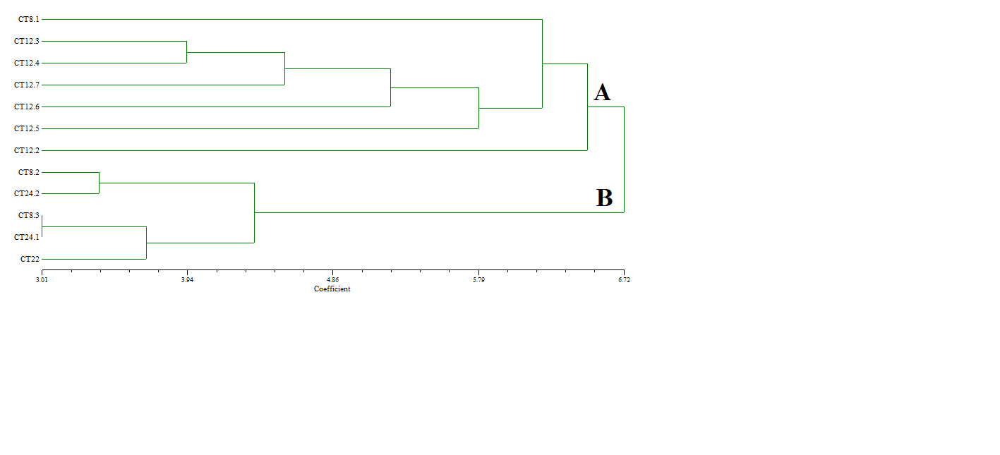 CT8.1
CT12.3
CT12.4
CT12.7
A
CT12.6
CT12.5
CT12.2
CT8.2
CT24.2
B
CT8.3
CT24.1
CT22
3.01 3.94 4.86 5.79 6.72
Coefficient